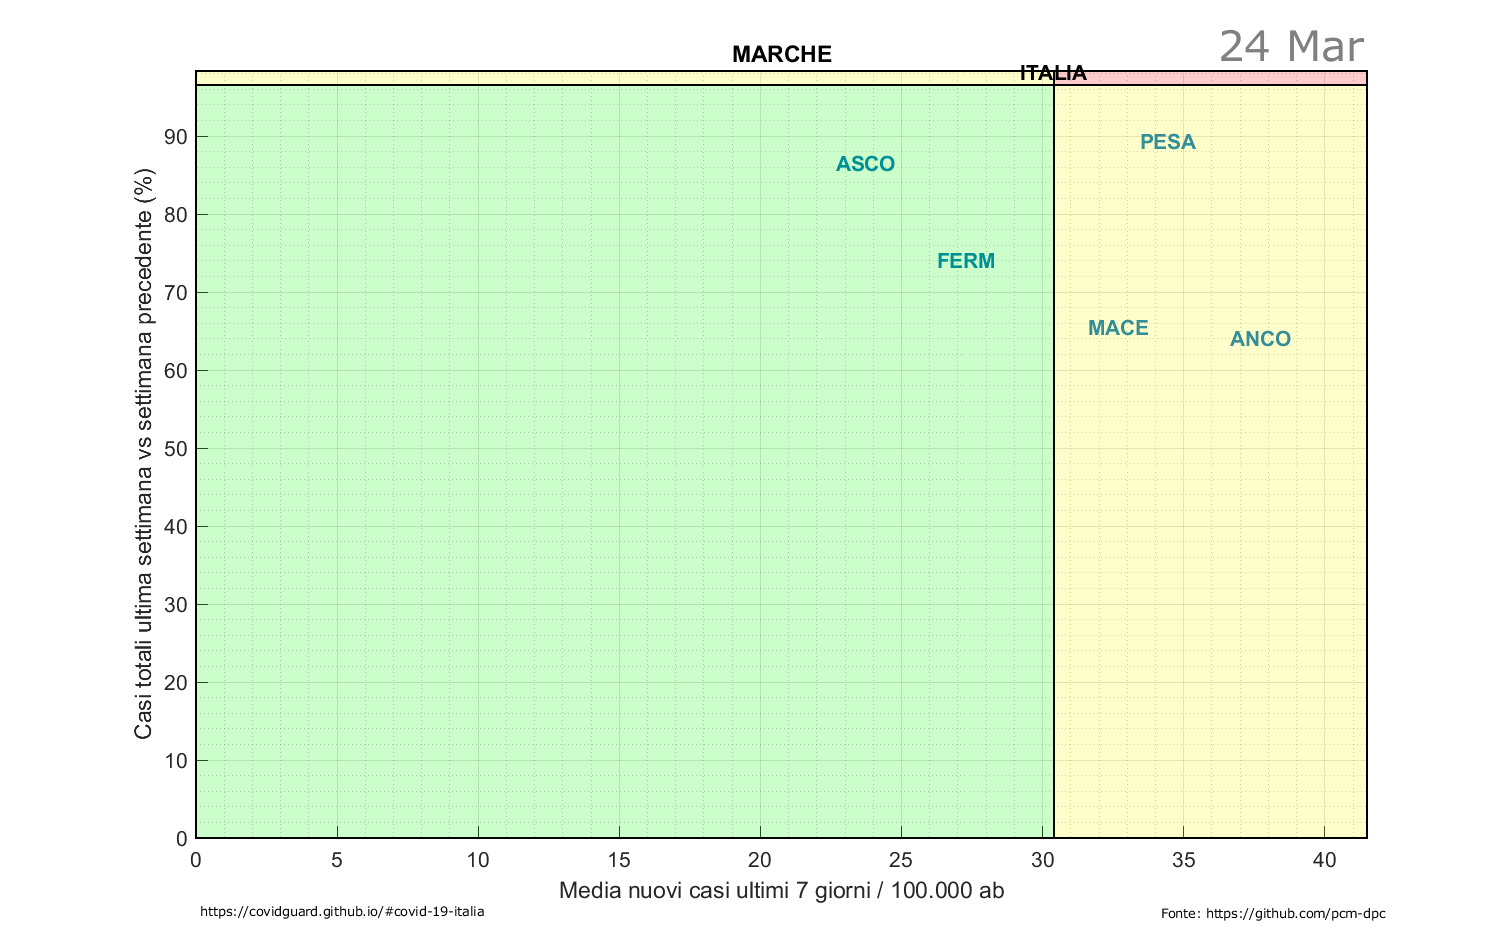 MARCHE
24 Mar
ITALIA
PESA
ASCO
FERM
MACE
ANCO
Casi totali ultima settimana vs settimana precedente (%)
90
80
70
60
50
40
30
20
10
0
0 5 10 15 20 25 30 35 40
Media nuovi casi ultimi 7 giorni / 100.000 ab
https://covidguard.github.io/#covid-19-italia
Fonte: https://github.com/pcm-dpc